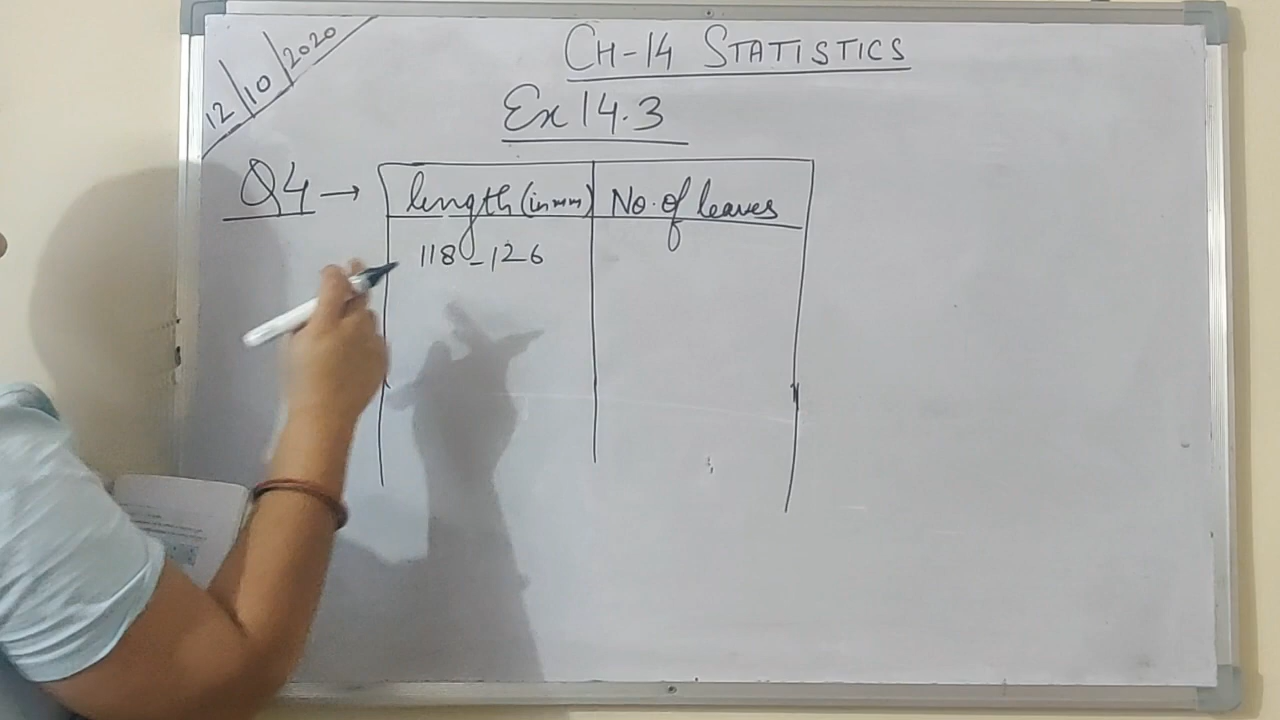 12/10/2020
CH-14 STATISTICS
Ex 14.3
Q4 → length (in mm) No. of leaves
118-126